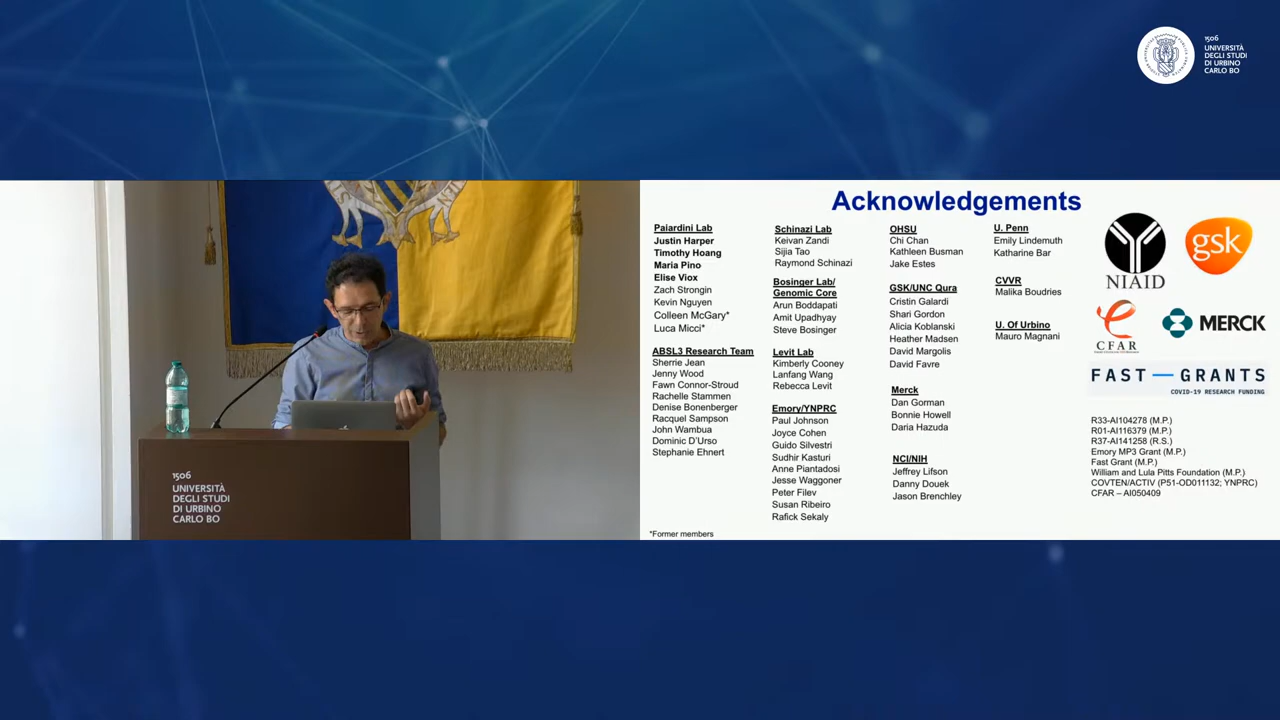 1506
UNIVERSITÀ
DEGLI STUDI
DI URBINO
CARLO BO
1506
UNIVERSITÀ
DEGLI STUDI
DI URBINO
CARLO BO
Acknowledgements
Paiardini Lab
Justin Harper
Timothy Hoang
Maria Pino
Elise Viox
Zach Strongin
Kevin Nguyen
Colleen McGary*
Luca Micci*
ABSL3 Research Team
Sherrie Jean
Jenny Wood
Fawn Connor-Stroud
Rachelle Stammen
Denise Bonenberger
Racquel Sampson
John Wambua
Dominic D'Urso
Stephanie Ehnert
*Former members
Schinazi Lab
Keivan Zandi
Sijia Tao
Raymond Schinazi
Bosinger Lab/
Genomic Core
Arun Boddapati
Amit Upadhyay
Steve Bosinger
Levit Lab
Kimberly Cooney
Lanfang Wang
Rebecca Levit
Emory/YNPRC
Paul Johnson
Joyce Cohen
Guido Silvestri
Sudhir Kasturi
Anne Piantadosi
Jesse Waggoner
Peter Filev
Susan Ribeiro
Rafick Sekaly
OHSU
Chi Chan
Kathleen Busman
Jake Estes
GSK/UNC Qura
Cristin Galardi
Shari Gordon
Alicia Koblanski
Heather Madsen
David Margolis
David Favre
Merck
Dan Gorman
Bonnie Howell
Daria Hazuda
NCI/NIH
Jeffrey Lifson
Danny Douek
Jason Brenchley
U. Penn
Emily Lindemuth
Katharine Bar
CVVR
Malika Boudries
U. Of Urbino
Mauro Magnani
NIAID
gsk
CFAR
MERCK
FAST — GRANTS
COVID-19 RESEARCH FUNDING
R33-AI104278 (M.P.)
R01-AI116379 (M.P.)
R37-AI141258 (R.S.)
Emory MP3 Grant (M.P.)
Fast Grant (M.P.)
William and Lula Pitts Foundation (M.P.)
COVTEN/ACTIV (P51-OD011132; YNPRC)
CFAR – AI050409